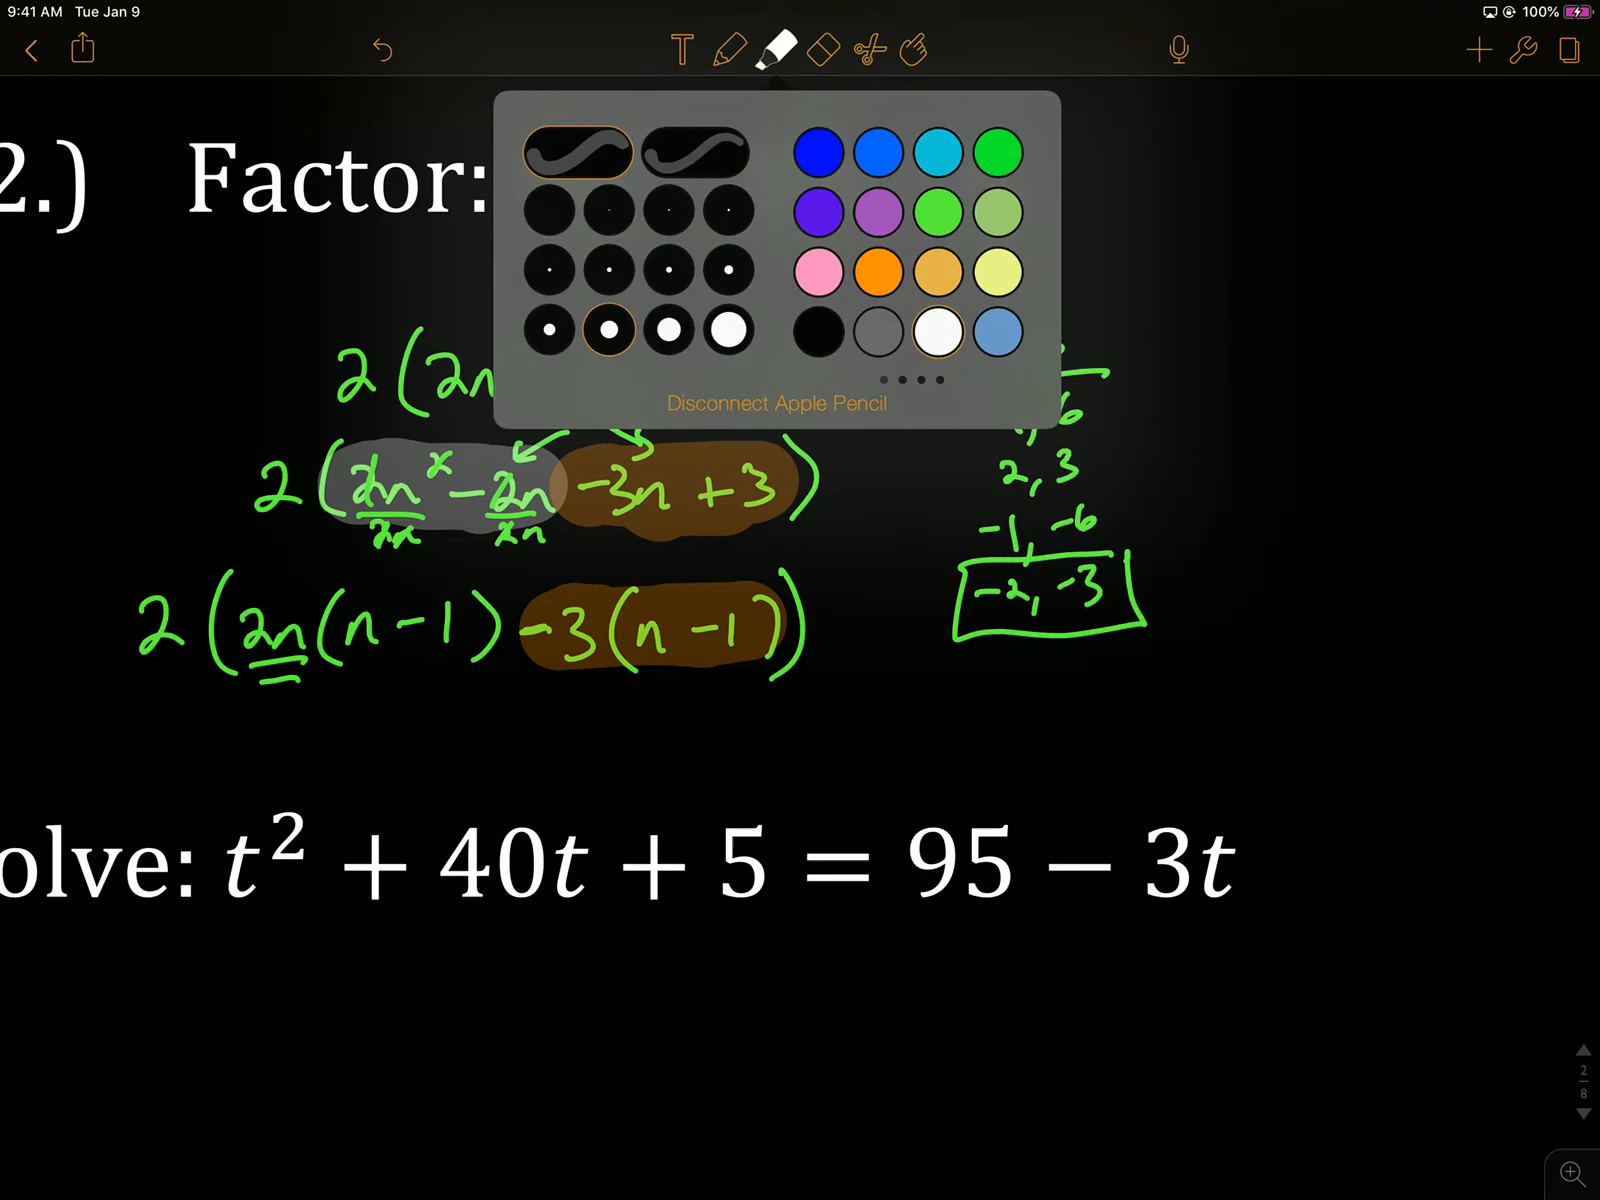 9:41 AM Tue Jan 9
100%
T
2.) Factor:
Disconnect Apple Pencil
2 (2n
6
2, 3
2 (2n² - 2n - 3n + 3)
2n 2n
-1, -6
-2, -3
2 (2n (n - 1) - 3 (n - 1))
olve: t² + 40t + 5 = 95 − 3t
2
8